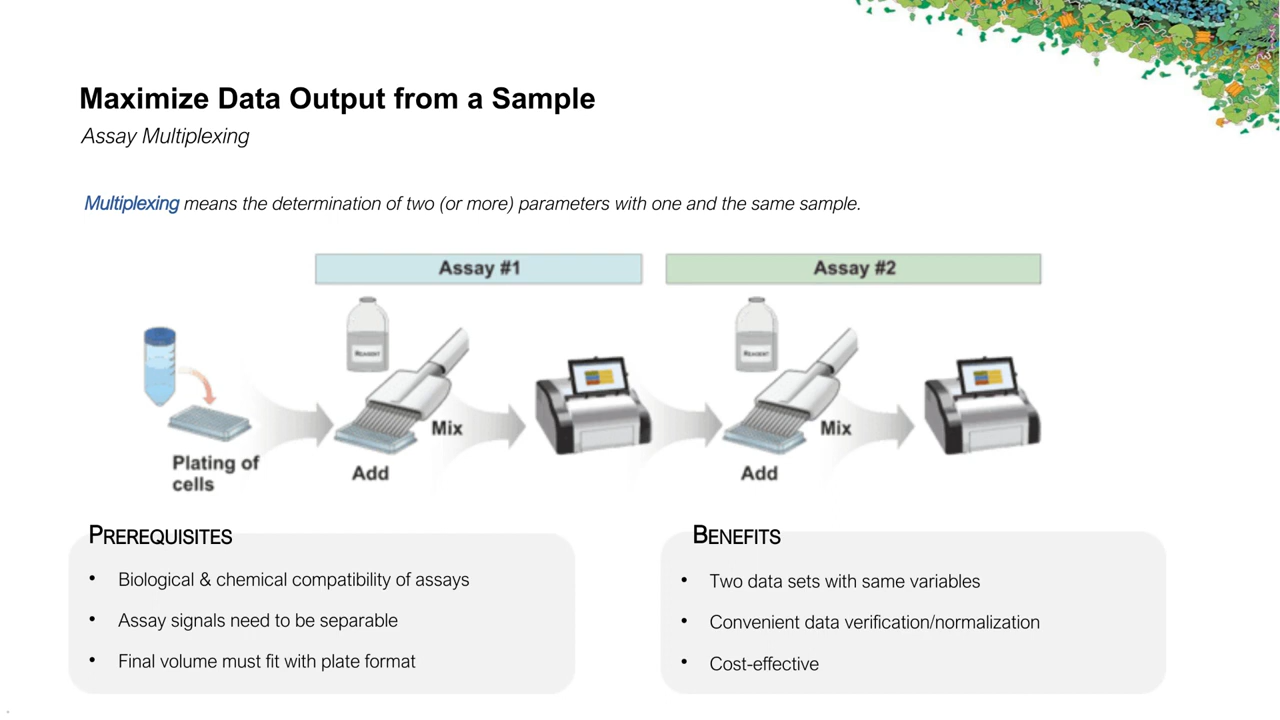 Maximize Data Output from a Sample
Assay Multiplexing
Multiplexing means the determination of two (or more) parameters with one and the same sample.
Assay #1
Assay #2
REAGENT
REAGENT
Mix
Mix
Plating of
cells
Add
Add
PREREQUISITES
• Biological & chemical compatibility of assays
• Assay signals need to be separable
• Final volume must fit with plate format
BENEFITS
• Two data sets with same variables
• Convenient data verification/normalization
• Cost-effective